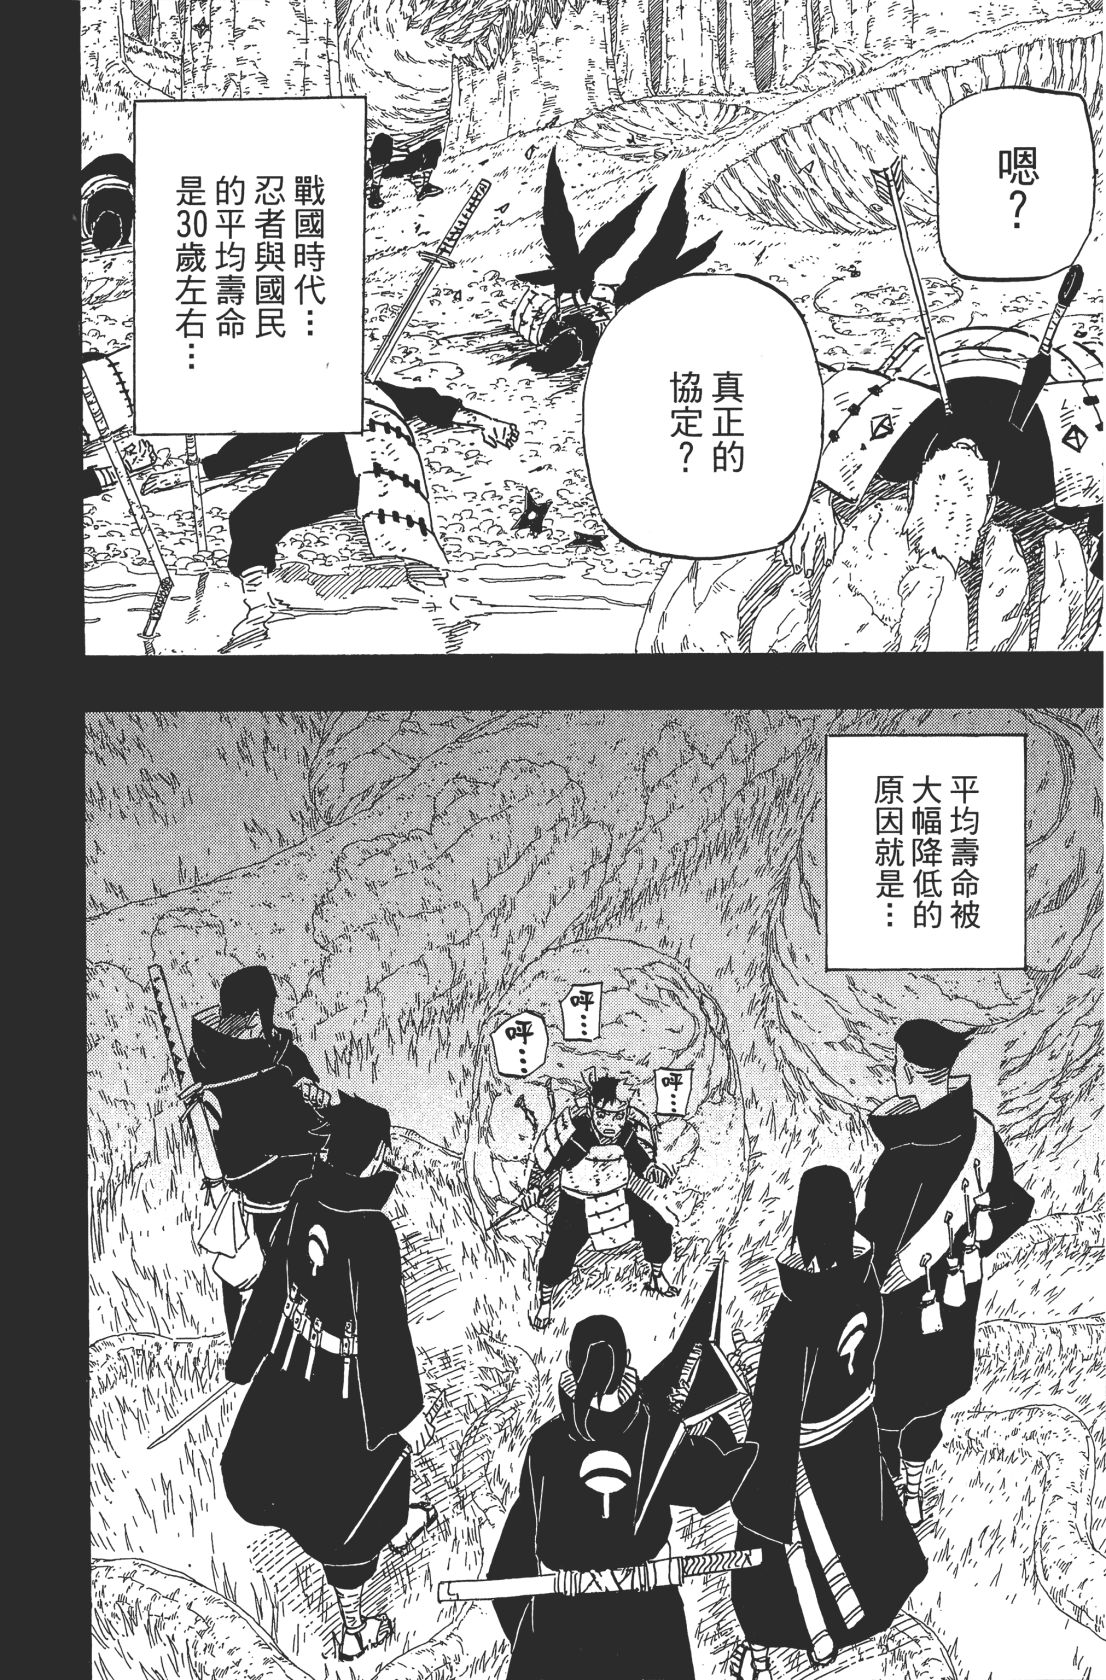 嗯?
真正的
協定?
戰國時代…
忍者與國民
的平均壽命
是30歲左右…
平均壽命被
大幅降低的
原因就是…
呼…
呼…
呼…